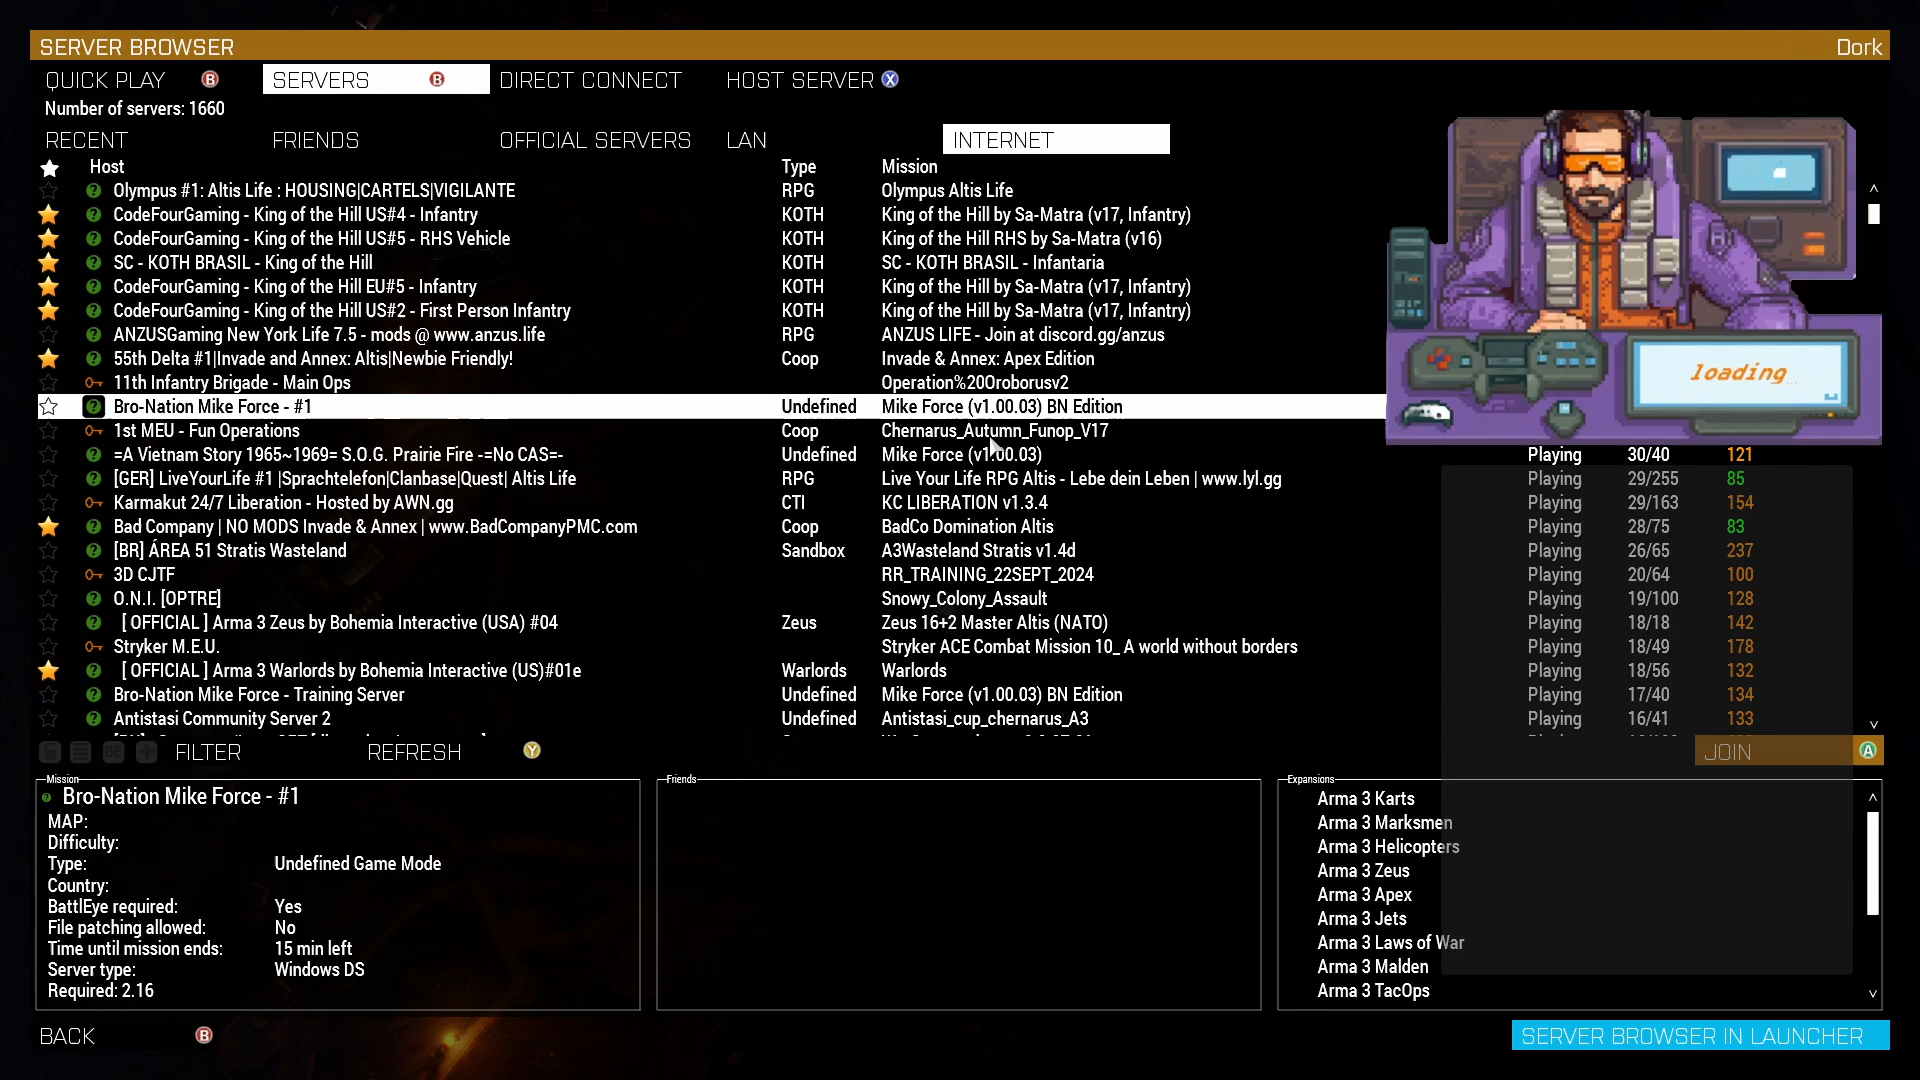 SERVER BROWSER Dork
QUICK PLAY B SERVERS B DIRECT CONNECT HOST SERVER X
Number of servers: 1660
RECENT FRIENDS OFFICIAL SERVERS LAN INTERNET
Host Type Mission
Olympus #1: Altis Life : HOUSING|CARTELS|VIGILANTE RPG Olympus Altis Life
CodeFourGaming - King of the Hill US#4 - Infantry KOTH King of the Hill by Sa-Matra (v17, Infantry)
CodeFourGaming - King of the Hill US#5 - RHS Vehicle KOTH King of the Hill RHS by Sa-Matra (v16)
SC - KOTH BRASIL - King of the Hill KOTH SC - KOTH BRASIL - Infantaria
CodeFourGaming - King of the Hill EU#5 - Infantry KOTH King of the Hill by Sa-Matra (v17, Infantry)
CodeFourGaming - King of the Hill US#2 - First Person Infantry KOTH King of the Hill by Sa-Matra (v17, Infantry)
ANZUSGaming New York Life 7.5 - mods @ www.anzus.life RPG ANZUS LIFE - Join at discord.gg/anzus
55th Delta #1|Invade and Annex: Altis|Newbie Friendly! Coop Invade & Annex: Apex Edition
11th Infantry Brigade - Main Ops Operation%20Oroborusv2
loading
Bro-Nation Mike Force - #1 Undefined Mike Force (v1.00.03) BN Edition
1st MEU - Fun Operations Coop Chernarus_Autumn_Funop_V17
=A Vietnam Story 1965~1969= S.O.G. Prairie Fire -=No CAS=- Undefined Mike Force (v1.00.03) Playing 30/40 121
[GER] LiveYourLife #1 |Sprachtelefon|Clanbase|Quest| Altis Life RPG Live Your Life RPG Altis - Lebe dein Leben | www.lyl.gg Playing 29/255 85
Karmakut 24/7 Liberation - Hosted by AWN.gg CTI KC LIBERATION v1.3.4 Playing 29/163 154
Bad Company | NO MODS Invade & Annex | www.BadCompanyPMC.com Coop BadCo Domination Altis Playing 28/75 83
[BR] ÁREA 51 Stratis Wasteland Sandbox A3Wasteland Stratis v1.4d Playing 26/65 237
3D CJTF RR_TRAINING_22SEPT_2024 Playing 20/64 100
O.N.I. [OPTRE] Snowy_Colony_Assault Playing 19/100 128
[ OFFICIAL ] Arma 3 Zeus by Bohemia Interactive (USA) #04 Zeus Zeus 16+2 Master Altis (NATO) Playing 18/18 142
Stryker M.E.U. Stryker ACE Combat Mission 10_ A world without borders Playing 18/49 178
[ OFFICIAL ] Arma 3 Warlords by Bohemia Interactive (US)#01e Warlords Warlords Playing 18/56 132
Bro-Nation Mike Force - Training Server Undefined Mike Force (v1.00.03) BN Edition Playing 17/40 134
Antistasi Community Server 2 Undefined Antistasi_cup_chernarus_A3 Playing 16/41 133
BE FILTER REFRESH Y JOIN A
Mission
Bro-Nation Mike Force - #1
MAP:
Difficulty:
Type: Undefined Game Mode
Country:
BattlEye required: Yes
File patching allowed: No
Time until mission ends: 15 min left
Server type: Windows DS
Required: 2.16
Friends
Expansions
Arma 3 Karts
Arma 3 Marksmen
Arma 3 Helicopters
Arma 3 Zeus
Arma 3 Apex
Arma 3 Jets
Arma 3 Laws of War
Arma 3 Malden
Arma 3 TacOps
BACK B SERVER BROWSER IN LAUNCHER